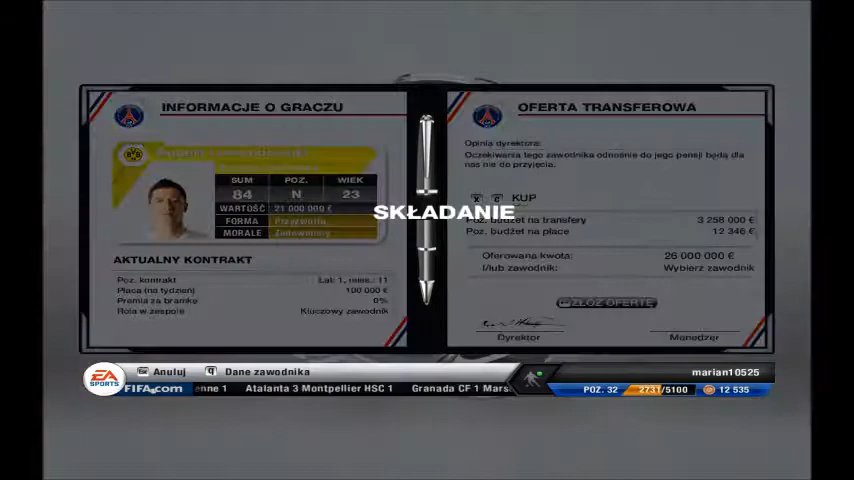 INFORMACJE O GRACZU
SUM POZ. WIEK
84 N 23
WARTOŚĆ 21 000 000 €
FORMA Przyzwoita
MORALE Zadowolony
AKTUALNY KONTRAKT
Poz. kontrakt Lat: 1, mies.: 11
Płaca (na tydzień) 100 000 €
Premia za bramkę 0%
Rola w zespole Kluczowy zawodnik
SKŁADANIE
OFERTA TRANSFEROWA
Opinia dyrektora:
Oczekiwania tego zawodnika odnośnie do jego pensji będą dla
nas nie do przyjęcia.
KUP
Poz. budżet na transfery 3 258 000 €
Poz. budżet na płace 12 346 €
Oferowana kwota: 26 000 000 €
I/lub zawodnik: Wybierz zawodnik
ZŁÓŻ OFERTĘ
Dyrektor Menedżer
EA SPORTS
Anuluj Q Dane zawodnika
marian10525
FIFA.com enne 1 Atalanta 3 Montpellier HSC 1 Granada CF 1 Mars
POZ. 32 2731/5100 12 535